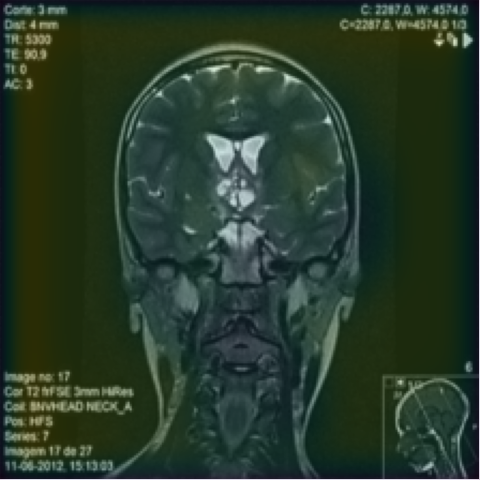 Corte: 3 mm
Dist: 4 mm
TR: 5300
TE: 90,9
TI: 0
AC: 3
C: 2287,0, W: 4574,0
C=2287,0, W=4574,0 1/3
Image no: 17
Cor T2 frFSE 3mm HiRes
Coil: 8NVHEAD NECK_A
Pos: HFS
Series: 7
Imagem 17 de 27
11-06-2012, 15:13:03
6